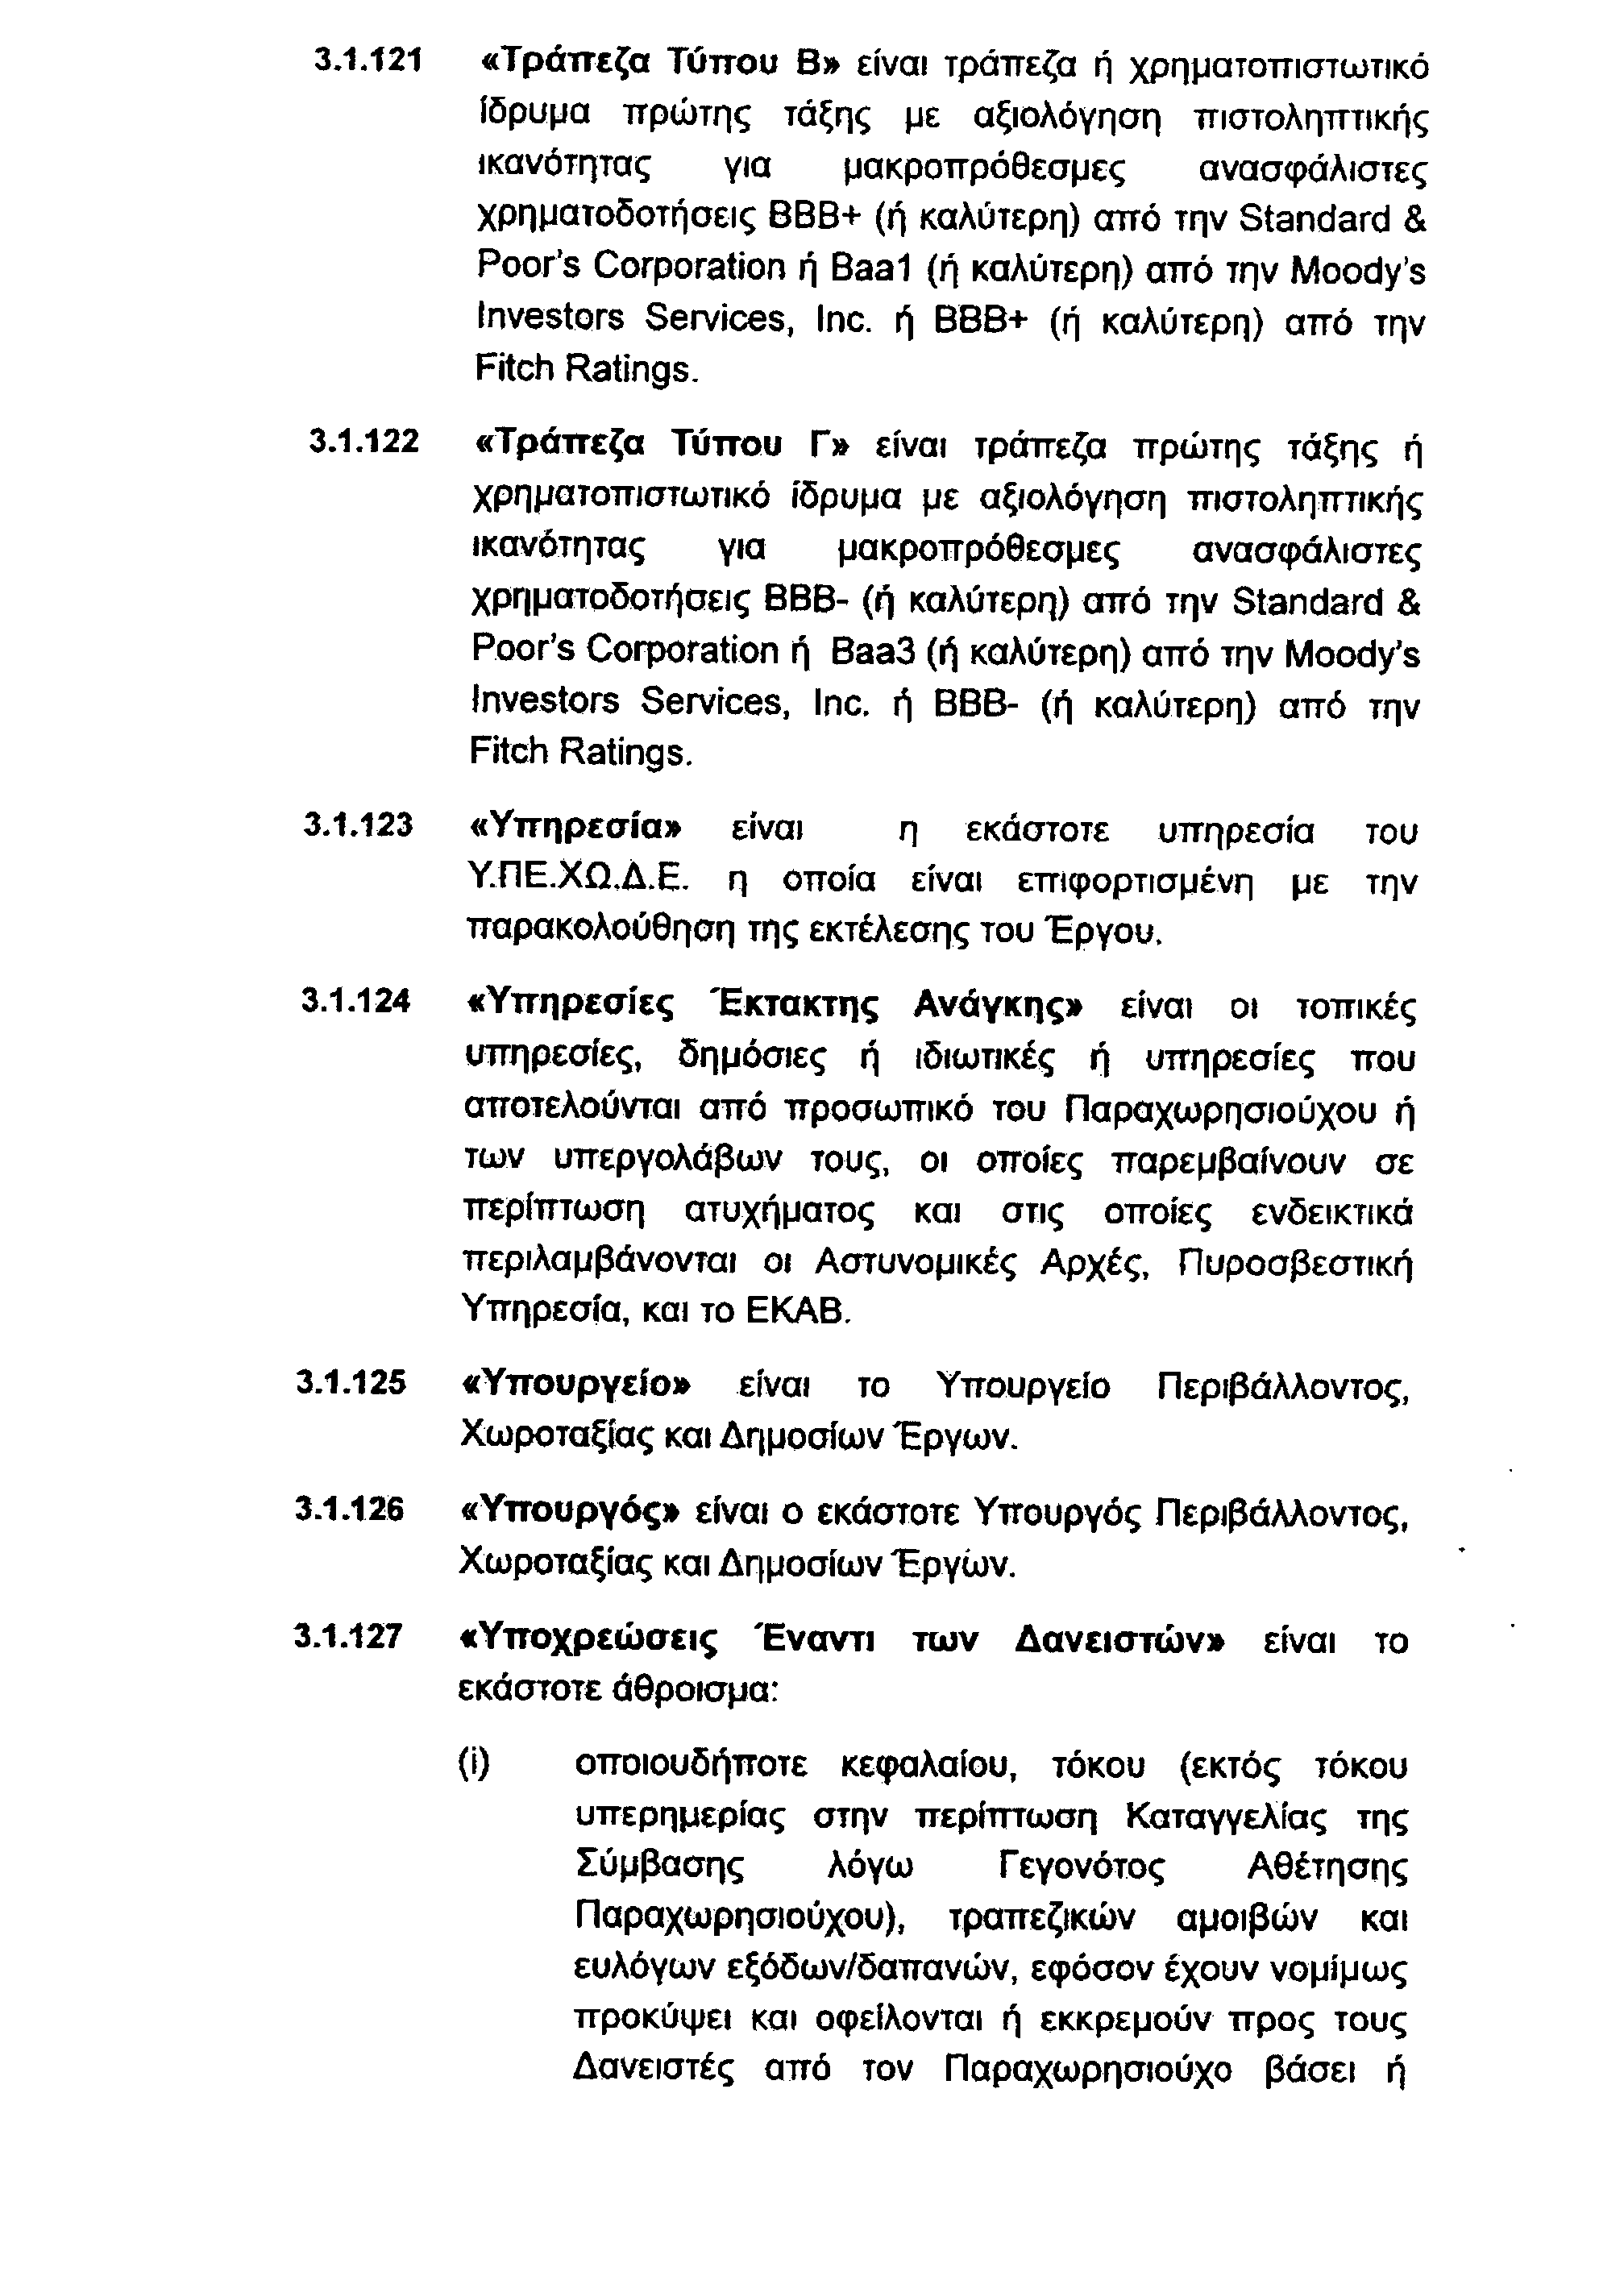 3.1.121 «Τράπεζα Τύπου Β» είναι τράπεζα ή χρηματοπιστωτικό
ίδρυμα πρώτης τάξης με αξιολόγηση πιστοληπτικής
ικανότητας για μακροπρόθεσμες ανασφάλιστες
χρηματοδοτήσεις BBB+ (ή καλύτερη) από την Standard &
Poor's Corporation ή Baa1 (ή καλύτερη) από την Moody's
Investors Services, Inc. ή BBB+ (ή καλύτερη) από την
Fitch Ratings.
3.1.122 «Τράπεζα Τύπου Γ» είναι τράπεζα πρώτης τάξης ή
χρηματοπιστωτικό ίδρυμα με αξιολόγηση πιστοληπτικής
ικανότητας για μακροπρόθεσμες ανασφάλιστες
χρηματοδοτήσεις BBB- (ή καλύτερη) από την Standard &
Poor's Corporation ή Baa3 (ή καλύτερη) από την Moody's
Investors Services, Inc. ή BBB- (ή καλύτερη) από την
Fitch Ratings.
3.1.123 «Υπηρεσία» είναι η εκάστοτε υπηρεσία του
Υ.ΠΕ.ΧΩ.Δ.Ε. η οποία είναι επιφορτισμένη με την
παρακολούθηση της εκτέλεσης του Έργου.
3.1.124 «Υπηρεσίες Έκτακτης Ανάγκης» είναι οι τοπικές
υπηρεσίες, δημόσιες ή ιδιωτικές ή υπηρεσίες που
αποτελούνται από προσωπικό του Παραχωρησιούχου ή
των υπεργολάβων τους, οι οποίες παρεμβαίνουν σε
περίπτωση ατυχήματος και στις οποίες ενδεικτικά
περιλαμβάνονται οι Αστυνομικές Αρχές, Πυροσβεστική
Υπηρεσία, και το ΕΚΑΒ.
3.1.125 «Υπουργείο» είναι το Υπουργείο Περιβάλλοντος,
Χωροταξίας και Δημοσίων Έργων.
3.1.126 «Υπουργός» είναι ο εκάστοτε Υπουργός Περιβάλλοντος,
Χωροταξίας και Δημοσίων Έργων.
3.1.127 «Υποχρεώσεις Έναντι των Δανειστών» είναι το
εκάστοτε άθροισμα:
(i) οποιουδήποτε κεφαλαίου, τόκου (εκτός τόκου
υπερημερίας στην περίπτωση Καταγγελίας της
Σύμβασης λόγω Γεγονότος Αθέτησης
Παραχωρησιούχου), τραπεζικών αμοιβών και
ευλόγων εξόδων/δαπανών, εφόσον έχουν νομίμως
προκύψει και οφείλονται ή εκκρεμούν προς τους
Δανειστές από τον Παραχωρησιούχο βάσει ή